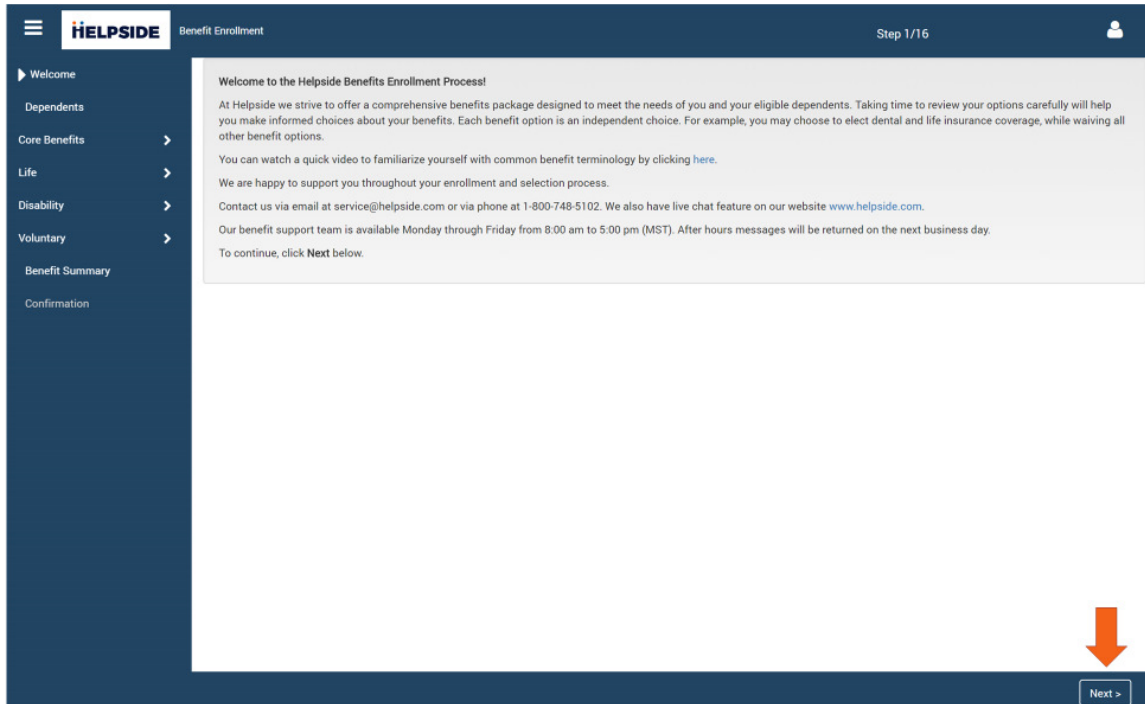 HELPSIDE
Benefit Enrollment
Step 1/16
Welcome
Dependents
Core Benefits
Life
Disability
Voluntary
Benefit Summary
Confirmation
Welcome to the Helpside Benefits Enrollment Process!
At Helpside we strive to offer a comprehensive benefits package designed to meet the needs of you and your eligible dependents. Taking time to review your options carefully will help
you make informed choices about your benefits. Each benefit option is an independent choice. For example, you may choose to elect dental and life insurance coverage, while waiving all
other benefit options.
You can watch a quick video to familiarize yourself with common benefit terminology by clicking here.
We are happy to support you throughout your enrollment and selection process.
Contact us via email at service@helpside.com or via phone at 1-800-748-5102. We also have live chat feature on our website www.helpside.com.
Our benefit support team is available Monday through Friday from 8:00 am to 5:00 pm (MST). After hours messages will be returned on the next business day.
To continue, click Next below.
Next >